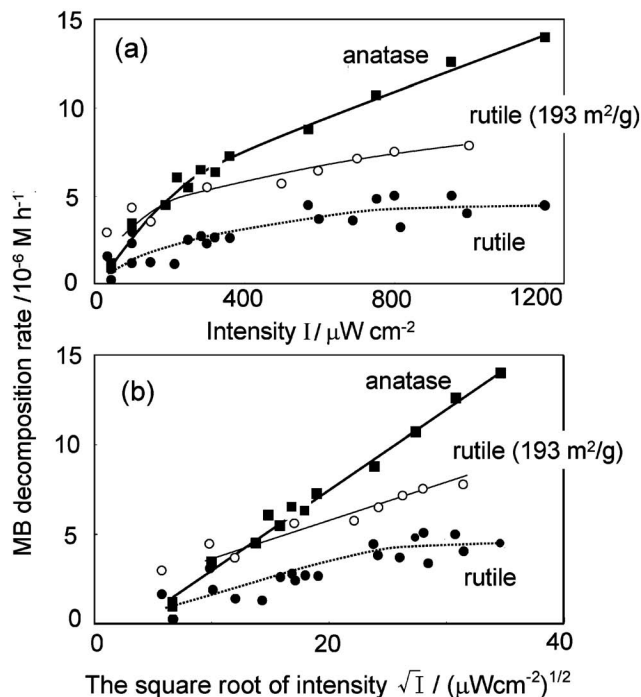 (a)
anatase
rutile (193 m²/g)
rutile
15
10
5
0
0
400
800
1200
Intensity I / μW cm⁻²
MB decomposition rate /10⁻⁶ M h⁻¹
(b)
anatase
rutile (193 m²/g)
rutile
15
10
5
0
0
20
40
The square root of intensity √I / (μWcm⁻²)¹/²